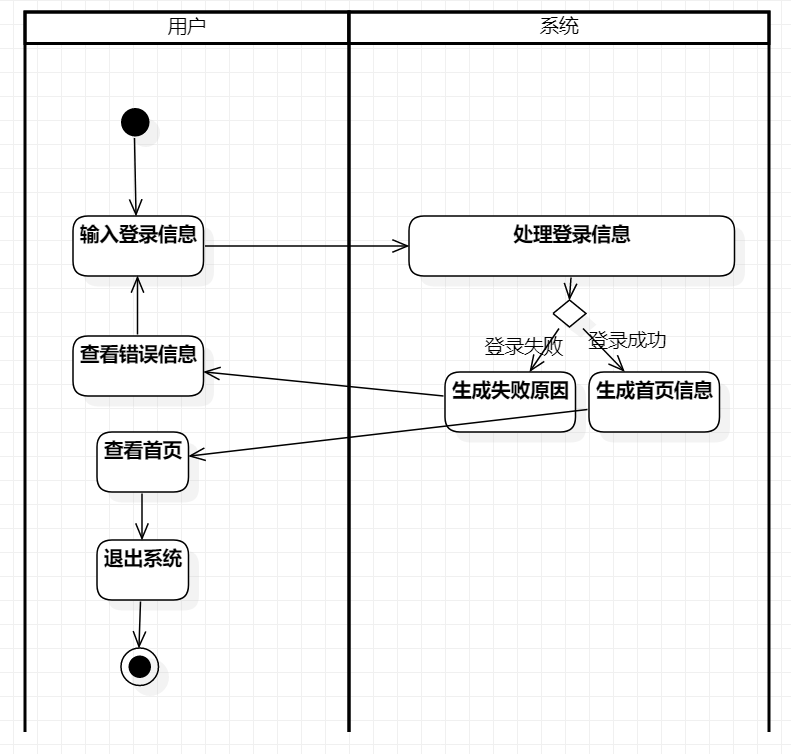 用户
系统
输入登录信息
处理登录信息
登录失败
登录成功
查看错误信息
生成失败原因
生成首页信息
查看首页
退出系统